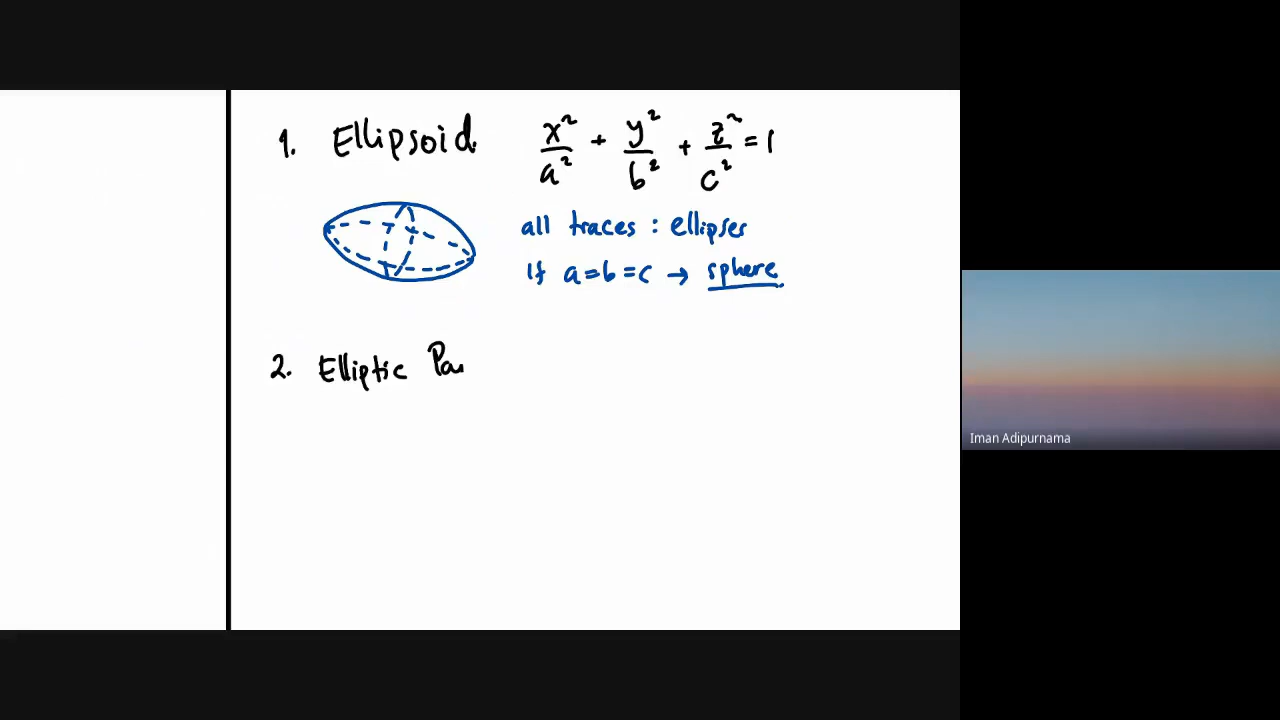 1. Ellipsoid x²/a² + y²/b² + z²/c² = 1
all traces : ellipses
If a=b=c → sphere
2. Elliptic Pa
Iman Adipurnama